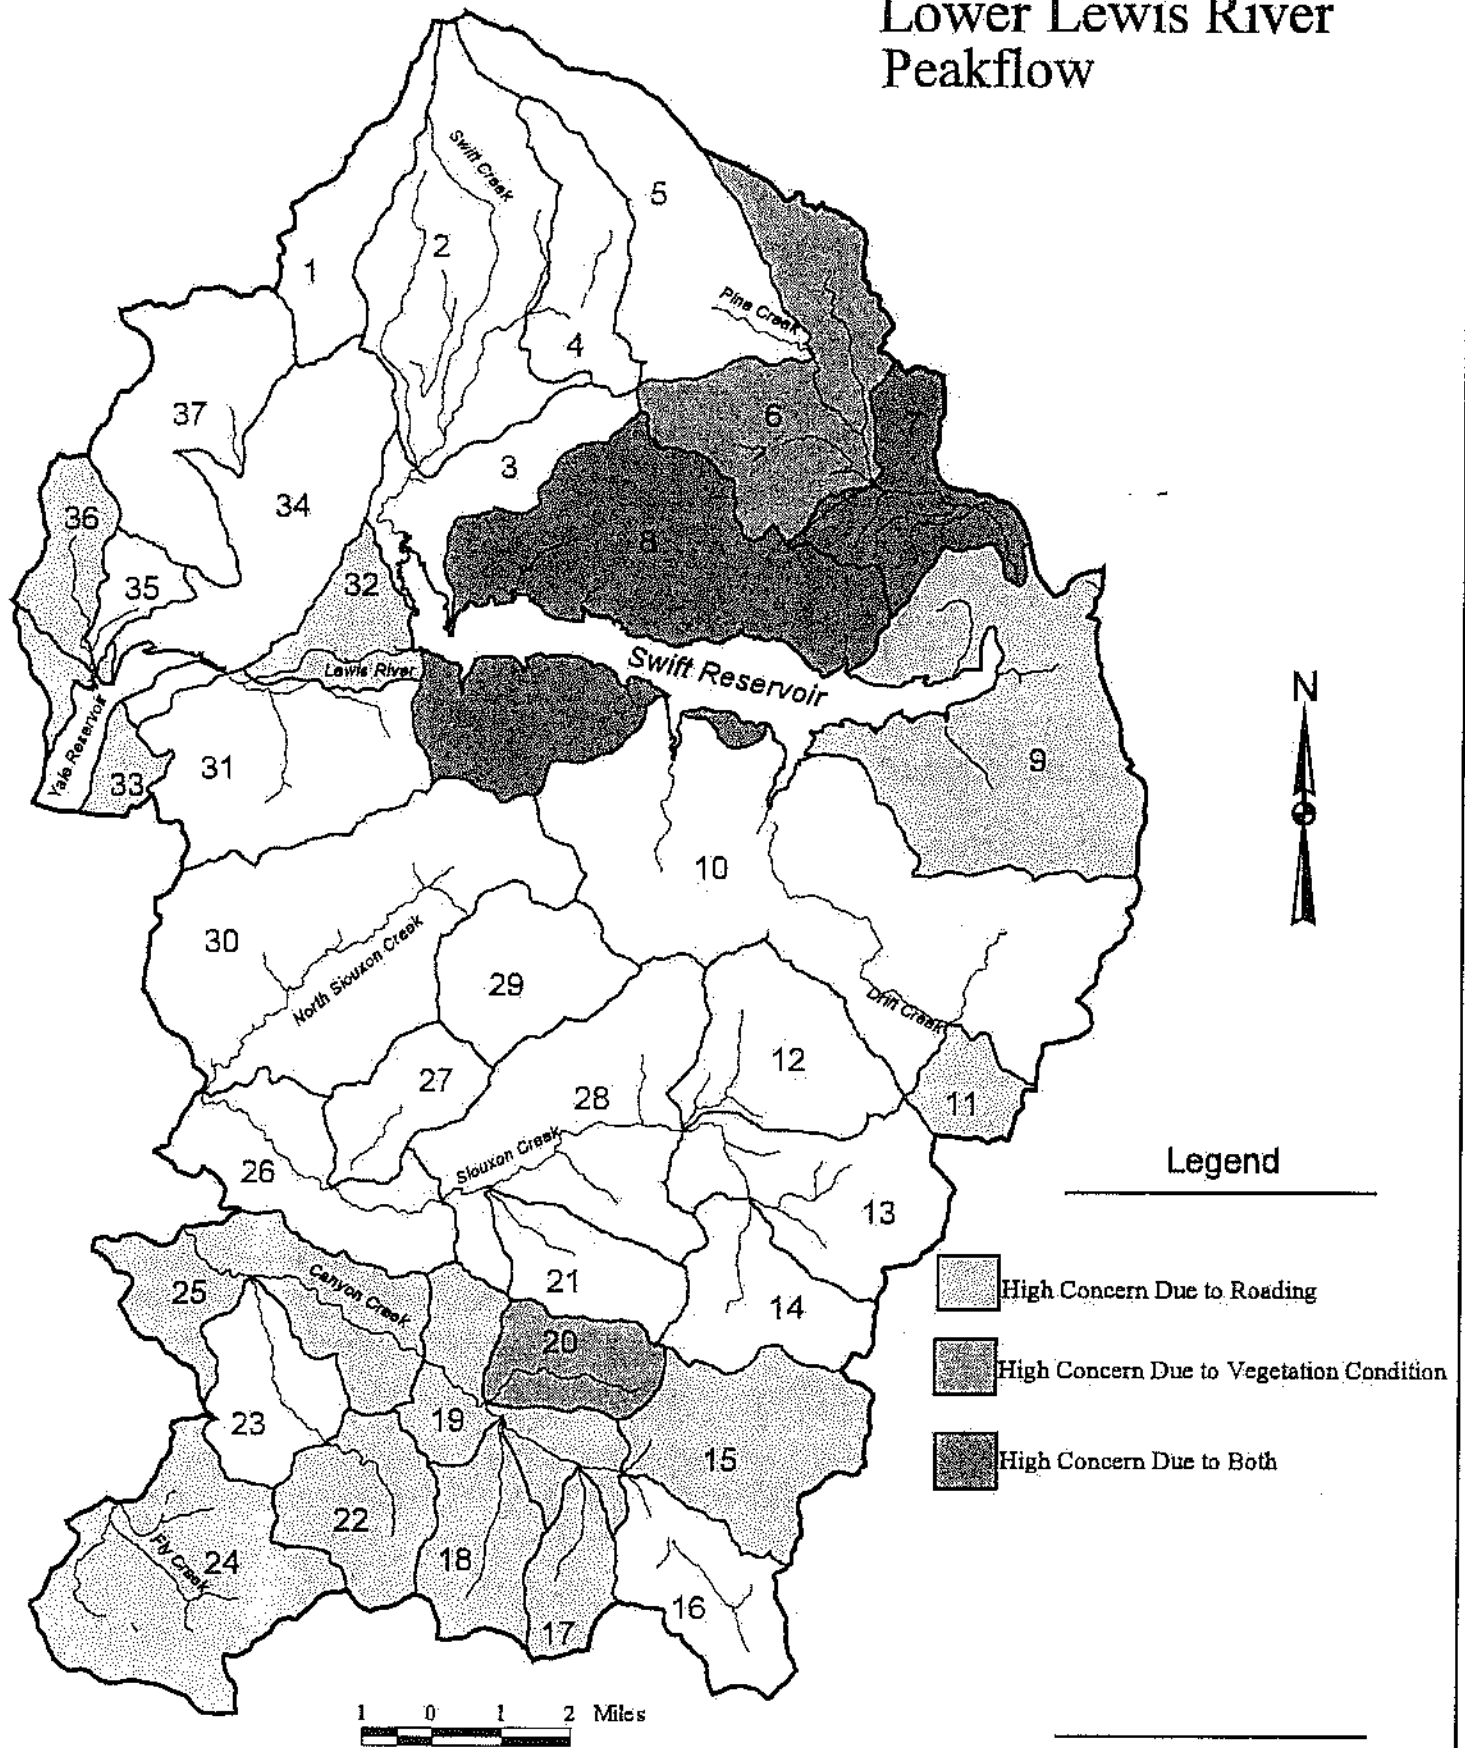 Lower Lewis River
Peakflow
Swift Creek
5
2
1
Pine Creek
4
37
6
7
3
34
36
8
35
32
Lewis River
Swift Reservoir
N
Yale Reservoir
31
33
9
10
30
North Siouxon Creek
29
Drift Creek
12
27
28
11
Siouxon Creek
Legend
26
13
21
25
Canyon Creek
High Concern Due to Roading
14
20
High Concern Due to Vegetation Condition
23
19
15
High Concern Due to Both
22
24
Fly Creek
18
16
17
1 0 1 2 Miles